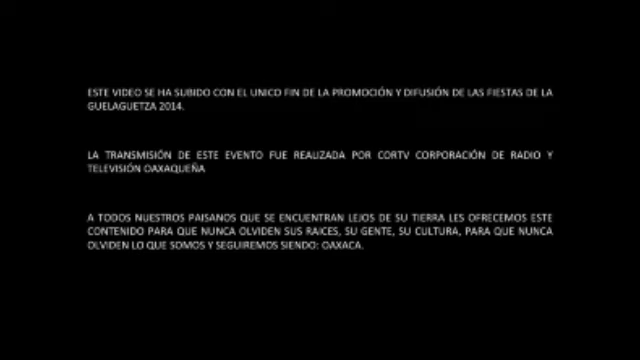 ESTE VIDEO SE HA SUBIDO CON EL UNICO FIN DE LA PROMOCIÓN Y DIFUSIÓN DE LAS FIESTAS DE LA
GUELAGUETZA 2014.
LA TRANSMISIÓN DE ESTE EVENTO FUE REALIZADA POR CORTV CORPORACIÓN DE RADIO Y
TELEVISIÓN OAXAQUEÑA
A TODOS NUESTROS PAISANOS QUE SE ENCUENTRAN LEJOS DE SU TIERRA LES OFRECEMOS ESTE
CONTENIDO PARA QUE NUNCA OLVIDEN SUS RAICES, SU GENTE, SU CULTURA, PARA QUE NUNCA
OLVIDEN LO QUE SOMOS Y SEGUIREMOS SIENDO: OAXACA.